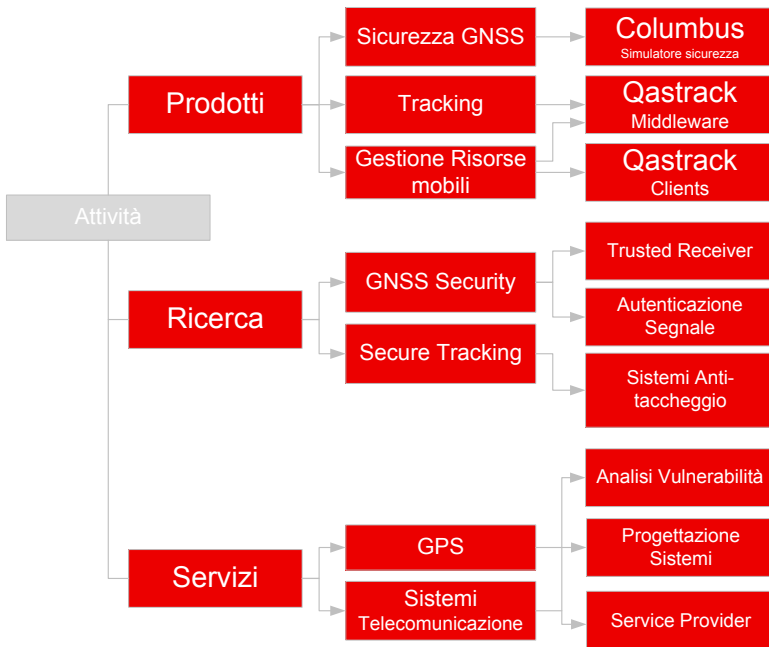 Attività
Prodotti
Sicurezza GNSS
Columbus
Simulatore sicurezza
Tracking
Qastrack
Middleware
Gestione Risorse
mobili
Qastrack
Clients
Ricerca
GNSS Security
Trusted Receiver
Autenticazione
Segnale
Secure Tracking
Sistemi Anti-
taccheggio
Servizi
GPS
Analisi Vulnerabilità
Progettazione
Sistemi
Sistemi
Telecomunicazione
Service Provider